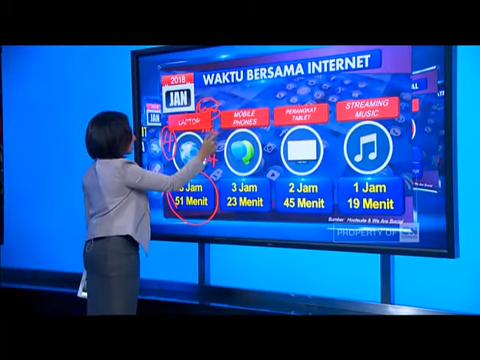 2018
JAN
WAKTU BERSAMA INTERNET
LAPTOP
MOBILE
PHONES
PERANGKAT
TABLET
STREAMING
MUSIC
Jam
51 Menit
3 Jam
23 Menit
2 Jam
45 Menit
1 Jam
19 Menit
Sumber : Hootsuite & We Are Social
PROPERTY OF